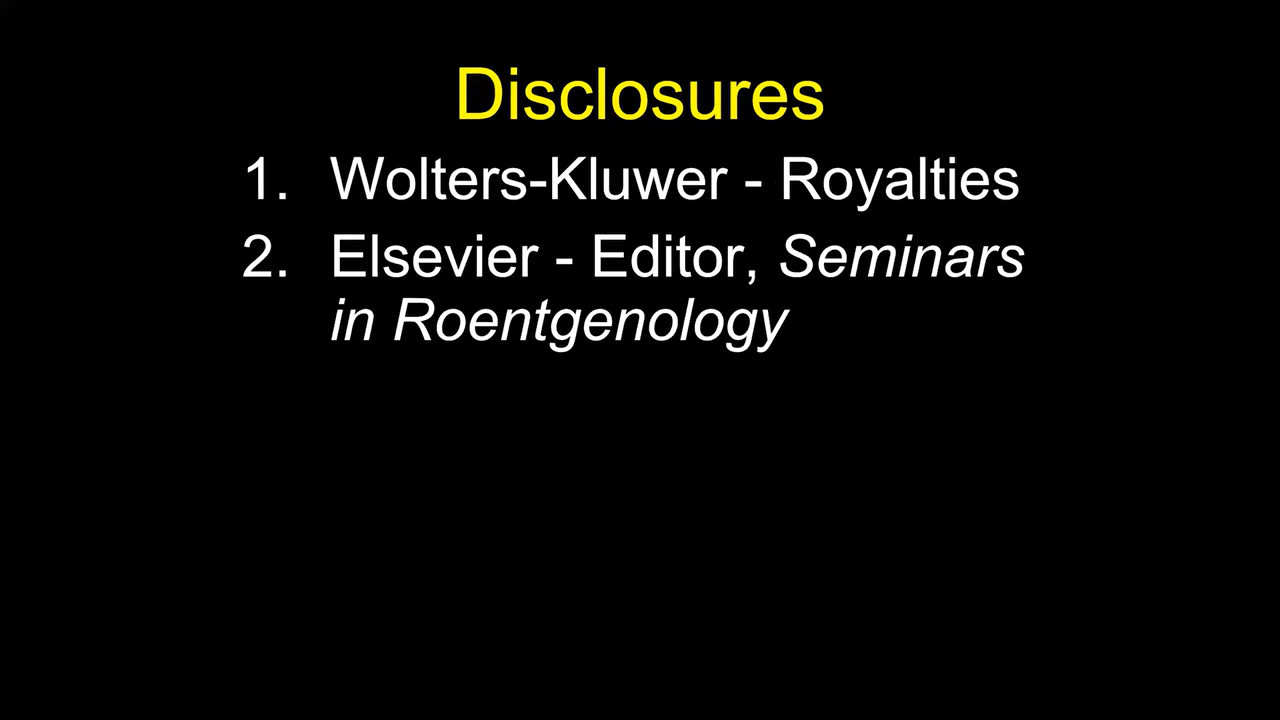 Disclosures
1. Wolters-Kluwer - Royalties
2. Elsevier - Editor, Seminars
in Roentgenology